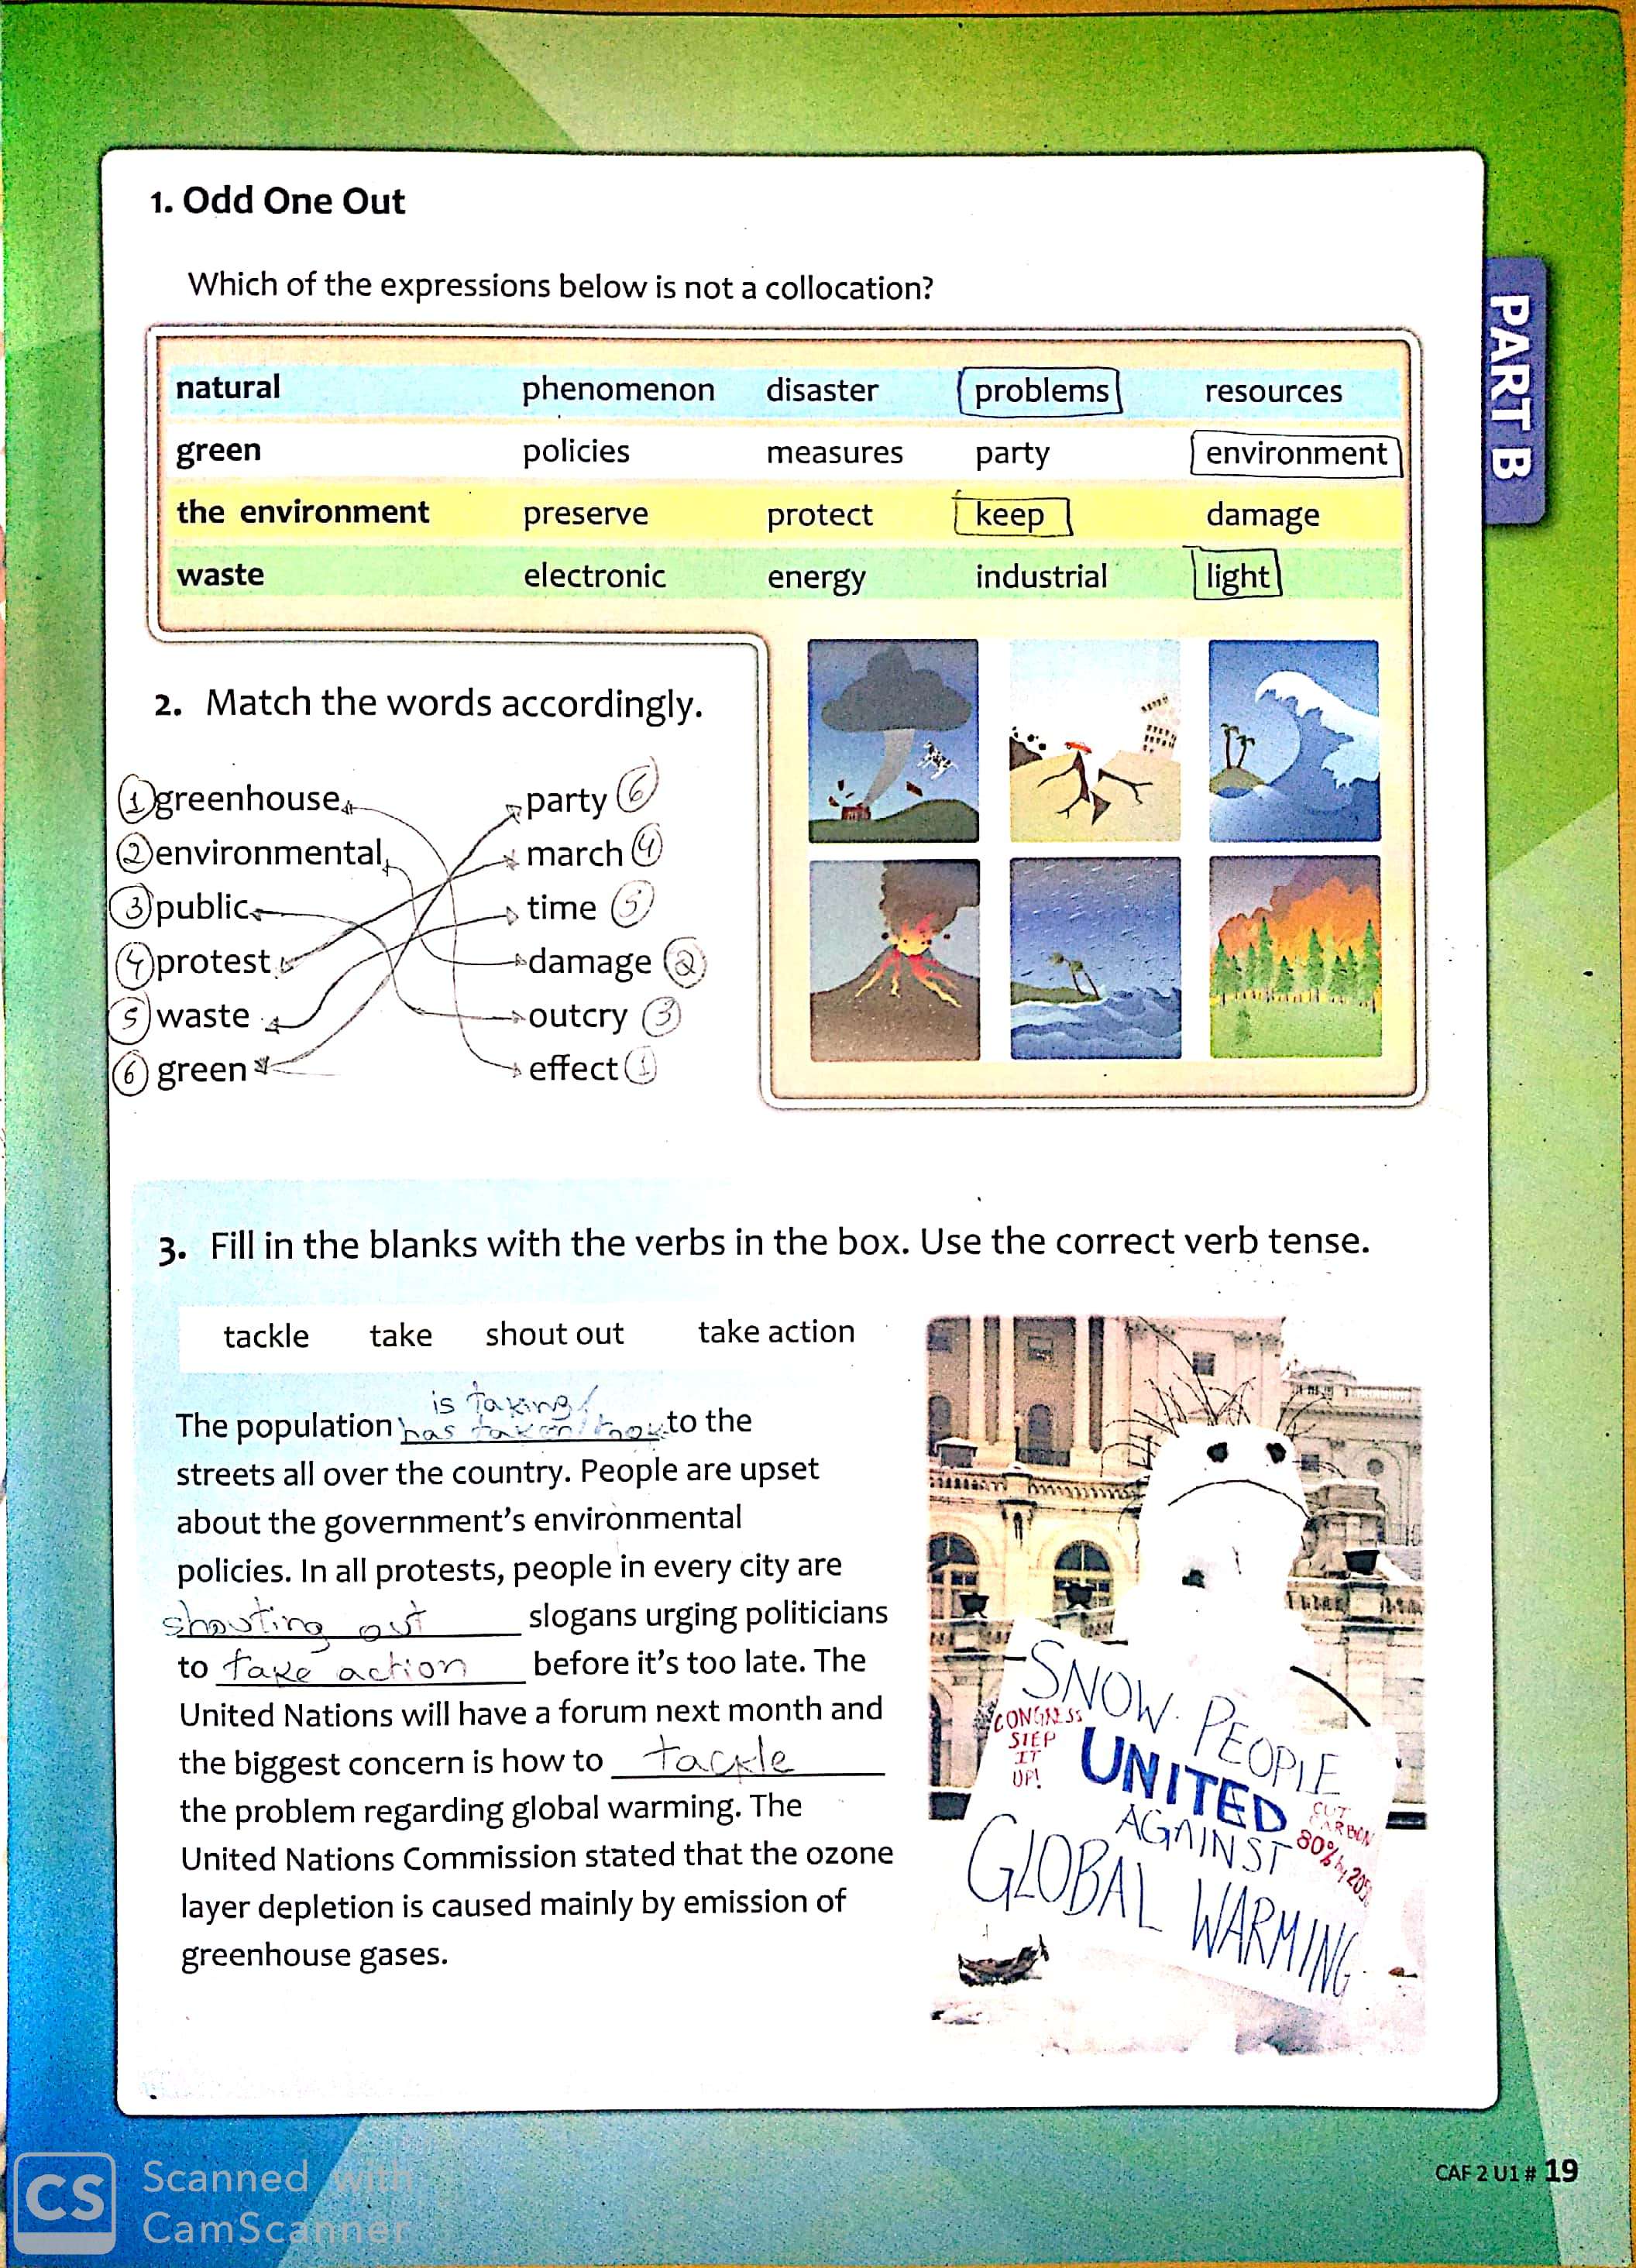 1. Odd One Out
Which of the expressions below is not a collocation?
natural phenomenon disaster problems resources
green policies measures party environment
the environment preserve protect keep damage
waste electronic energy industrial light
PART B
2. Match the words accordingly.
1 greenhouse party 6
2 environmental march 4
3 public time 5
4 protest damage 2
5 waste outcry 3
6 green effect 1
3. Fill in the blanks with the verbs in the box. Use the correct verb tense.
tackle take shout out take action
is taking/
The population has taken/took to the
streets all over the country. People are upset
about the government's environmental
policies. In all protests, people in every city are
shouting out slogans urging politicians
to take action before it's too late. The
United Nations will have a forum next month and
the biggest concern is how to tackle
the problem regarding global warming. The
United Nations Commission stated that the ozone
layer depletion is caused mainly by emission of
greenhouse gases.
SNOW PEOPLE
UNITED
AGAINST
GLOBAL WARMING
CONGRESS
STEP
IT
UP!
CUT
CARBON
80% by 2050
CAF 2 U1 # 19
CS
Scanned with
CamScanner